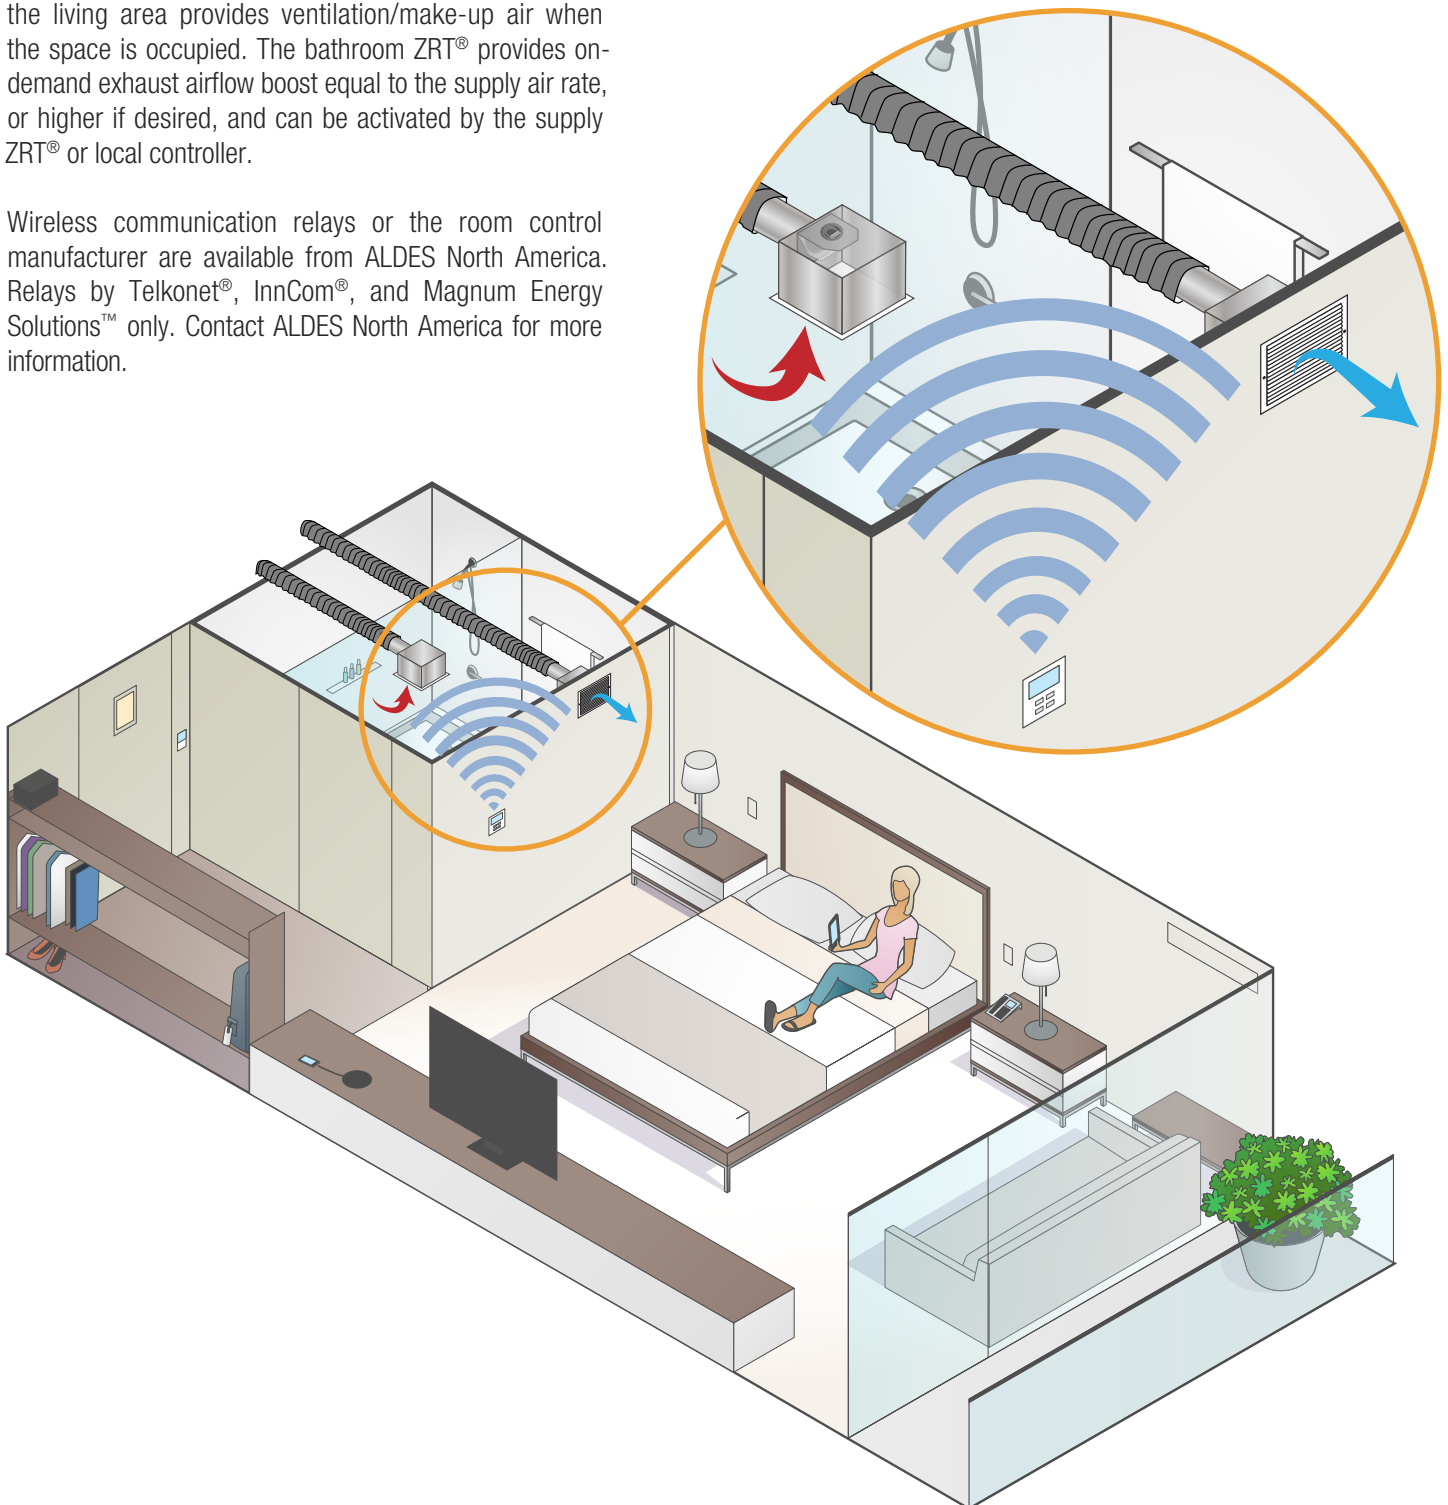 the living area provides ventilation/make-up air when
the space is occupied. The bathroom ZRT® provides on-
demand exhaust airflow boost equal to the supply air rate,
or higher if desired, and can be activated by the supply
ZRT® or local controller.
Wireless communication relays or the room control
manufacturer are available from ALDES North America.
Relays by Telkonet®, InnCom®, and Magnum Energy
Solutions™ only. Contact ALDES North America for more
information.